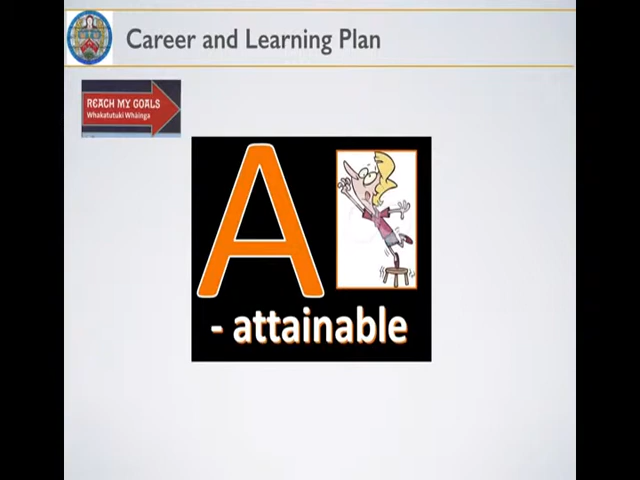 Career and Learning Plan
REACH MY GOALS
Whakatutuki Whainga
A
- attainable